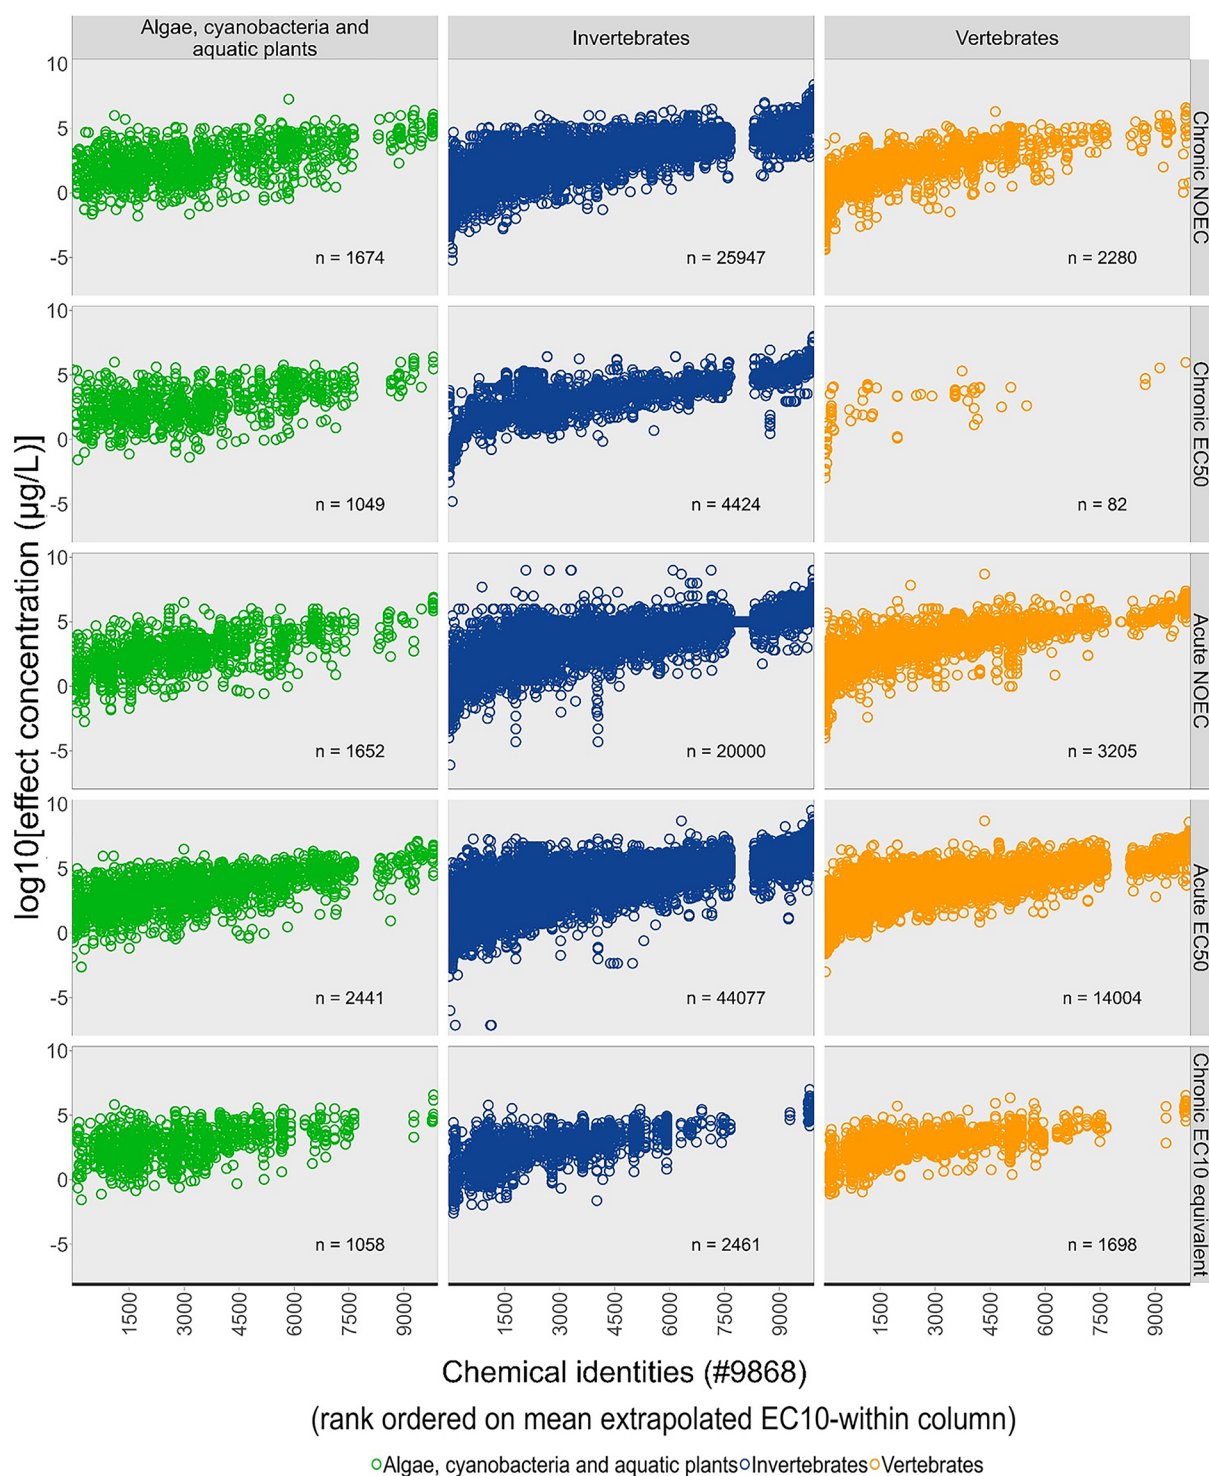 Algae, cyanobacteria and
aquatic plants
Invertebrates
Vertebrates
10
5
0
-5
n = 1674
n = 25947
n = 2280
Chronic NOEC
10
5
0
-5
n = 1049
n = 4424
n = 82
Chronic EC50
10
5
0
-5
n = 1652
n = 20000
n = 3205
Acute NOEC
10
5
0
-5
n = 2441
n = 44077
n = 14004
Acute EC50
10
5
0
-5
n = 1058
n = 2461
n = 1698
Chronic EC10 equivalent
log10[effect concentration (µg/L)]
1500 3000 4500 6000 7500 9000
1500 3000 4500 6000 7500 9000
1500 3000 4500 6000 7500 9000
Chemical identities (#9868)
(rank ordered on mean extrapolated EC10-within column)
Algae, cyanobacteria and aquatic plants Invertebrates Vertebrates